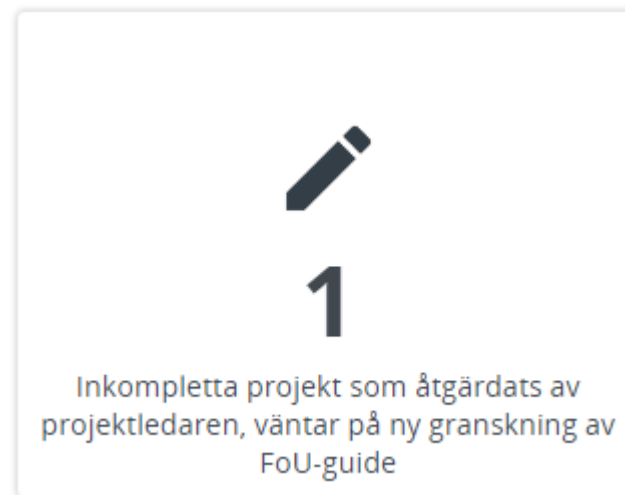 1
Inkompletta projekt som åtgärdats av
projektledaren, väntar på ny granskning av
FoU-guide